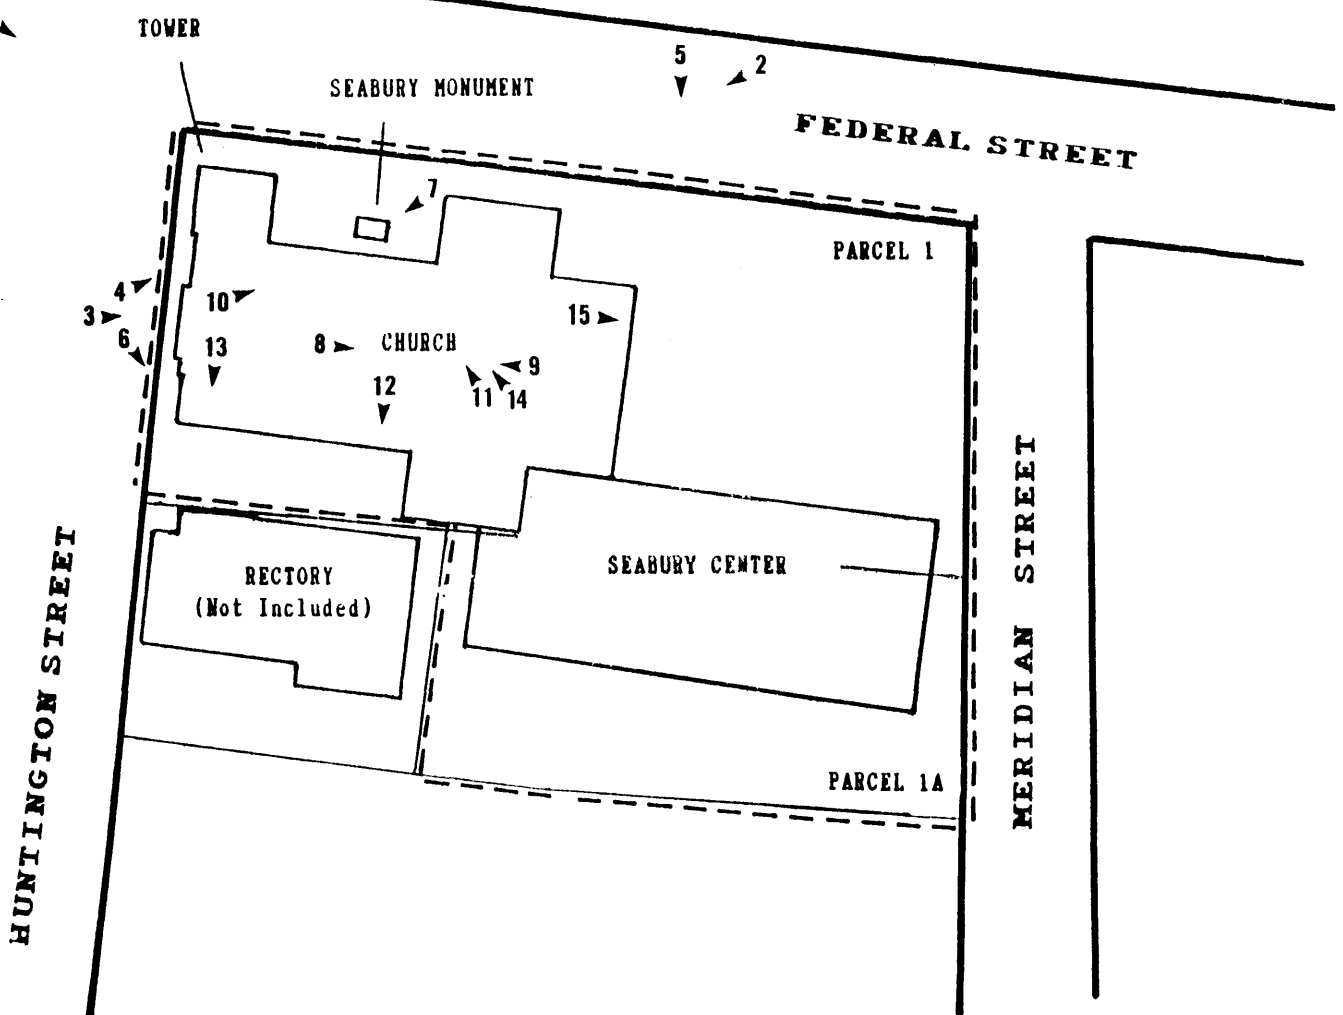 TOWER
SEABURY MONUMENT
5
2
FEDERAL STREET
7
PARCEL 1
4
10
3
15
6
13
8
CHURCH
9
12
11
14
MERIDIAN STREET
HUNTINGTON STREET
SEABURY CENTER
RECTORY
(Not Included)
PARCEL 1A